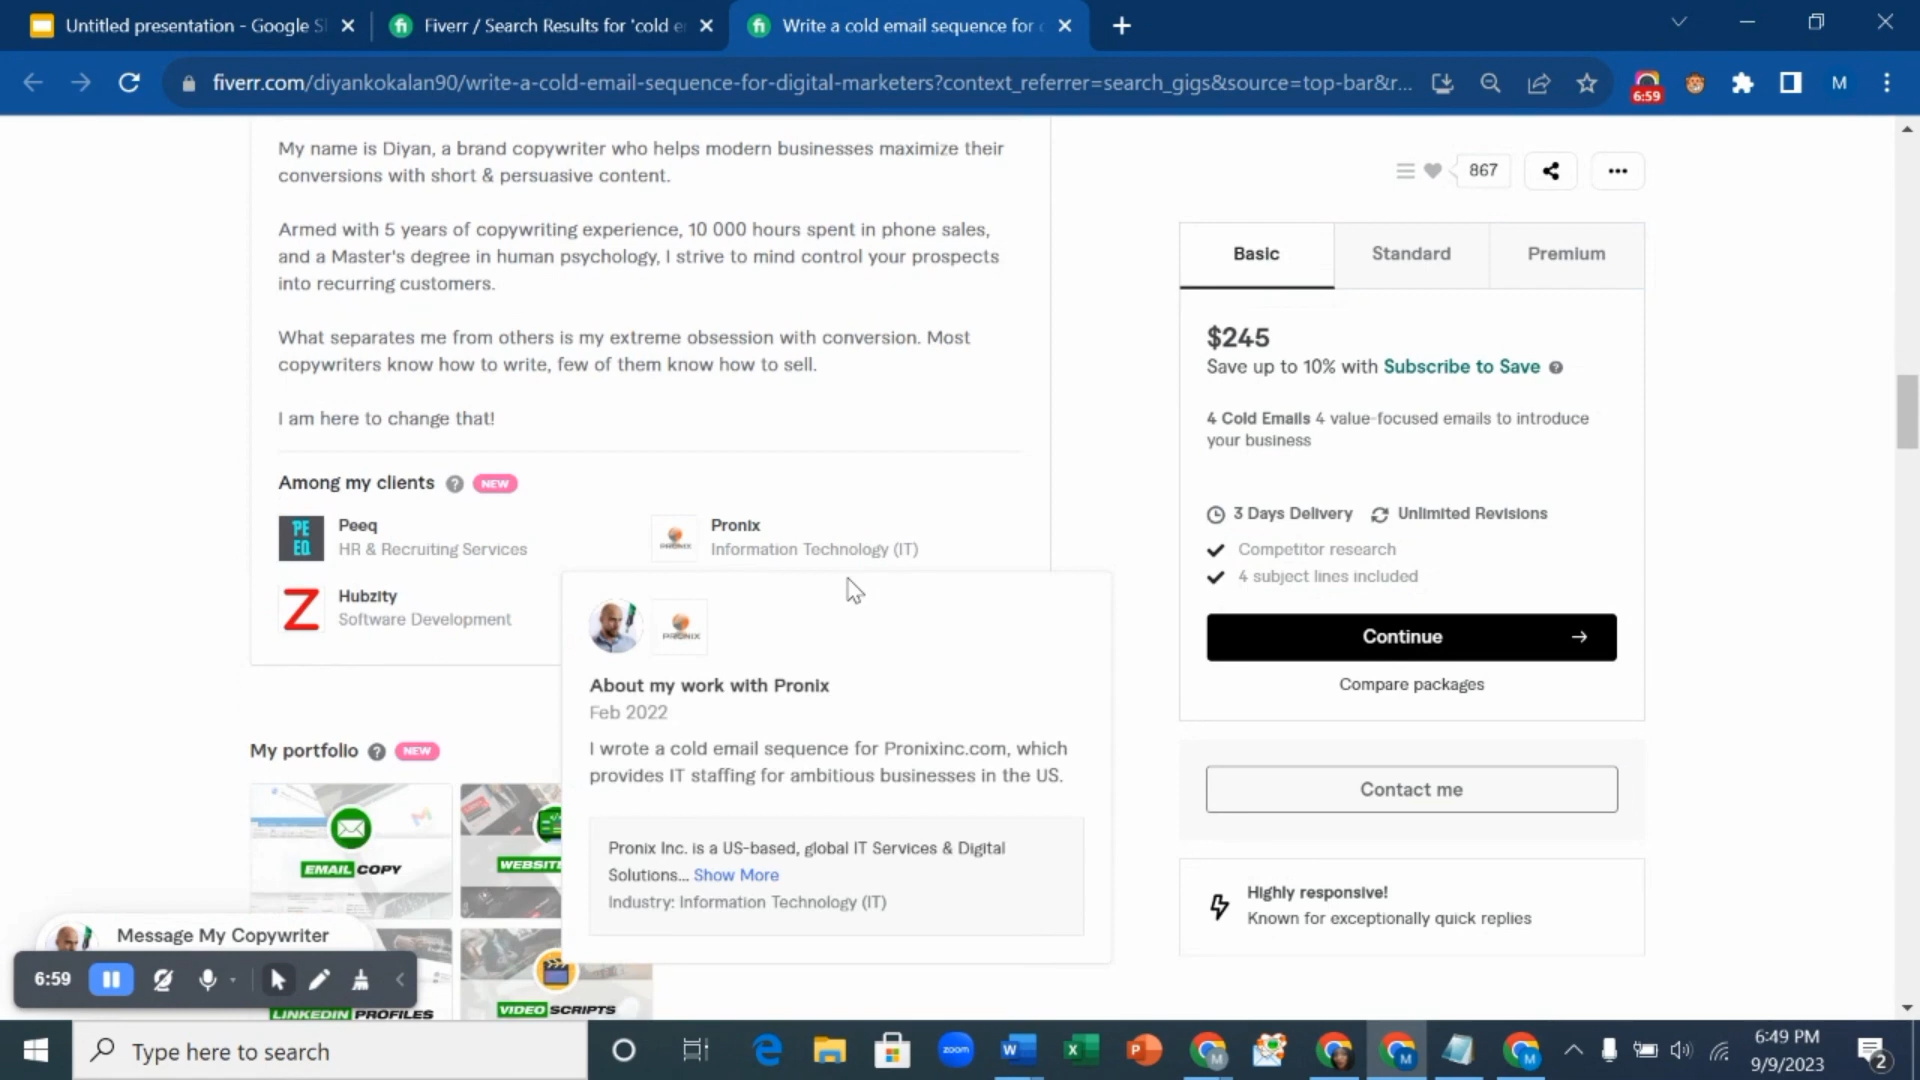 Untitled presentation - Google Sl
Fiverr / Search Results for 'cold e
Write a cold email sequence for
fiverr.com/diyankokalan90/write-a-cold-email-sequence-for-digital-marketers?context_referrer=search_gigs&source=top-bar&r...
6:59
M
My name is Diyan, a brand copywriter who helps modern businesses maximize their
conversions with short & persuasive content.
Armed with 5 years of copywriting experience, 10 000 hours spent in phone sales,
and a Master's degree in human psychology, I strive to mind control your prospects
into recurring customers.
What separates me from others is my extreme obsession with conversion. Most
copywriters know how to write, few of them know how to sell.
I am here to change that!
Among my clients ? NEW
PE
EQ
Peeq
HR & Recruiting Services
PRONIX
Pronix
Information Technology (IT)
Z
Hubzity
Software Development
PRONIX
About my work with Pronix
Feb 2022
I wrote a cold email sequence for Pronixinc.com, which
provides IT staffing for ambitious businesses in the US.
Pronix Inc. is a US-based, global IT Services & Digital
Solutions... Show More
Industry: Information Technology (IT)
My portfolio ? NEW
EMAIL COPY
WEBSITE
LINKEDIN PROFILES
VIDEO SCRIPTS
Message My Copywriter
6:59
867
Basic
Standard
Premium
$245
Save up to 10% with Subscribe to Save ?
4 Cold Emails 4 value-focused emails to introduce
your business
3 Days Delivery Unlimited Revisions
Competitor research
4 subject lines included
Continue
Compare packages
Contact me
Highly responsive!
Known for exceptionally quick replies
Type here to search
zoom
W
X
P
M
M
M
6:49 PM
9/9/2023
2